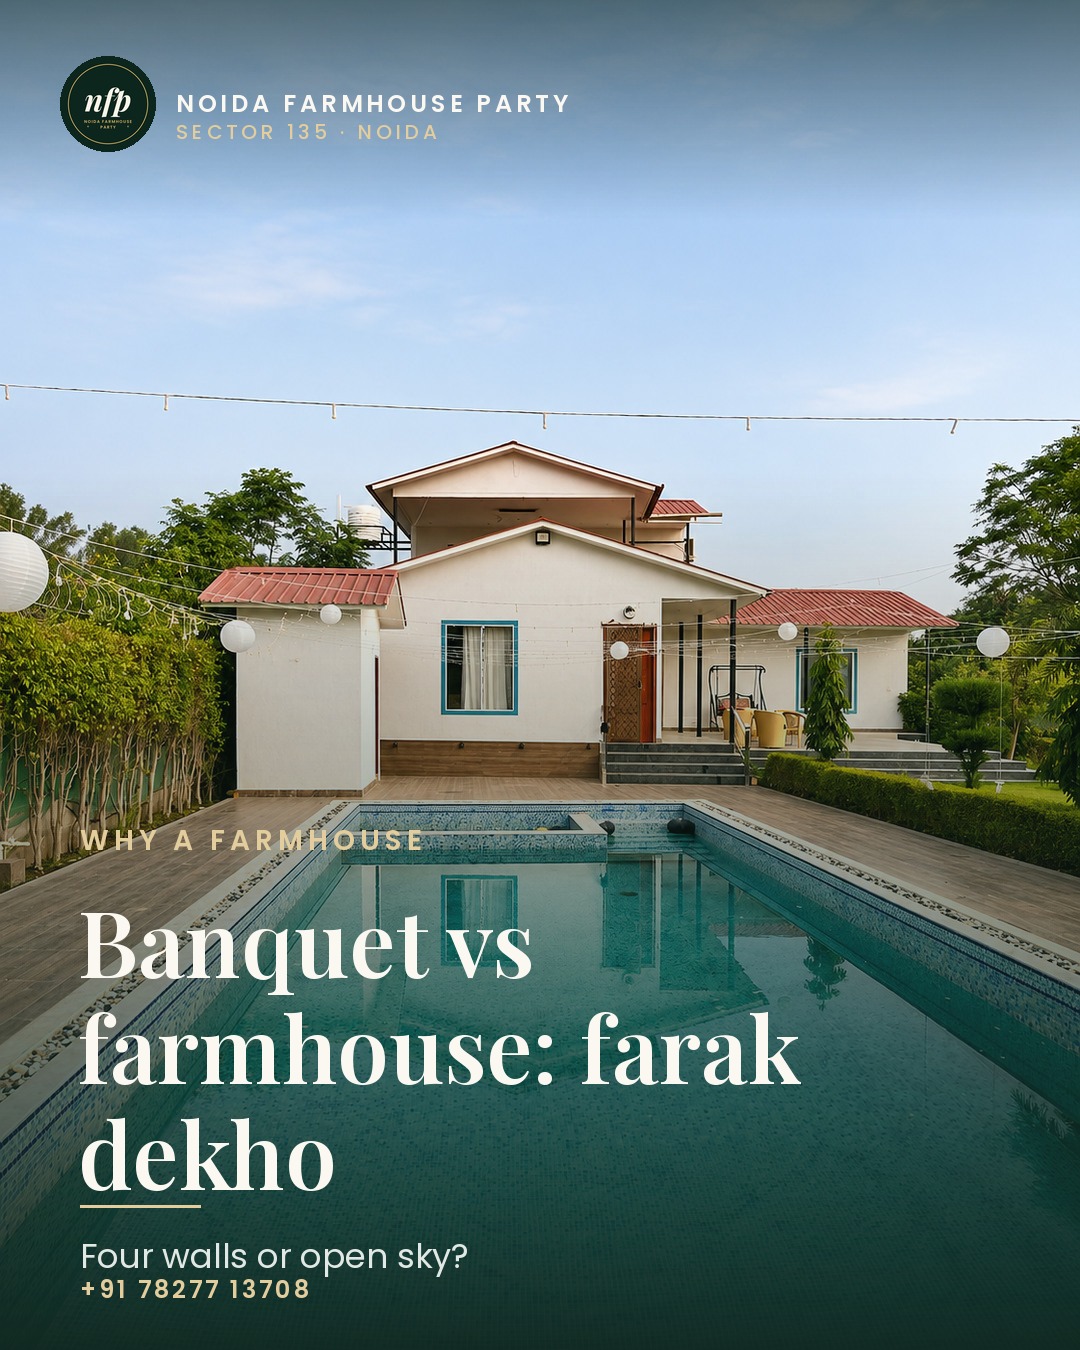 nfp
NOIDA FARMHOUSE
PARTY
NOIDA FARMHOUSE PARTY
SECTOR 135 · NOIDA
WHY A FARMHOUSE
Banquet vs
farmhouse: farak
dekho
Four walls or open sky?
+91 78277 13708